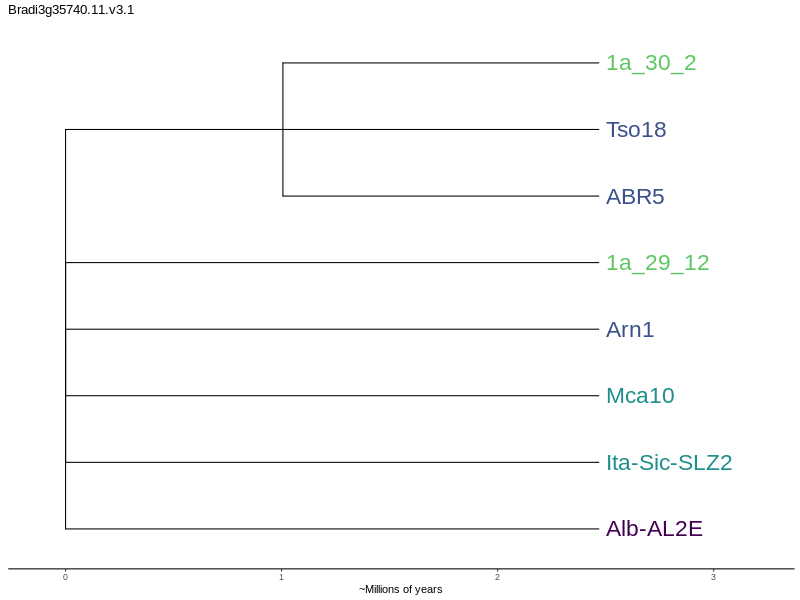 Bradi3g35740.11.v3.1
1a_30_2
Tso18
ABR5
1a_29_12
Arn1
Mca10
Ita-Sic-SLZ2
Alb-AL2E
0 1 2 3
~Millions of years